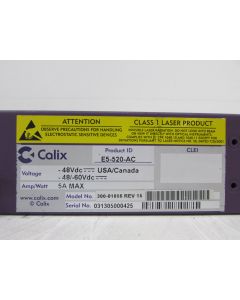 ATTENTION
OBSERVE PRECAUTIONS FOR HANDLING
ELECTROSTATIC SENSITIVE DEVICES
CLASS 1 LASER PRODUCT
Calix
Product ID
CLEI
E5-520-AC
Voltage
- 48Vdc USA/Canada
- 48/-60Vdc
Amp/Watt
5A MAX
www.calix.com
Model No.
300-01056 REV 14
© Calix
Serial No
031305000425